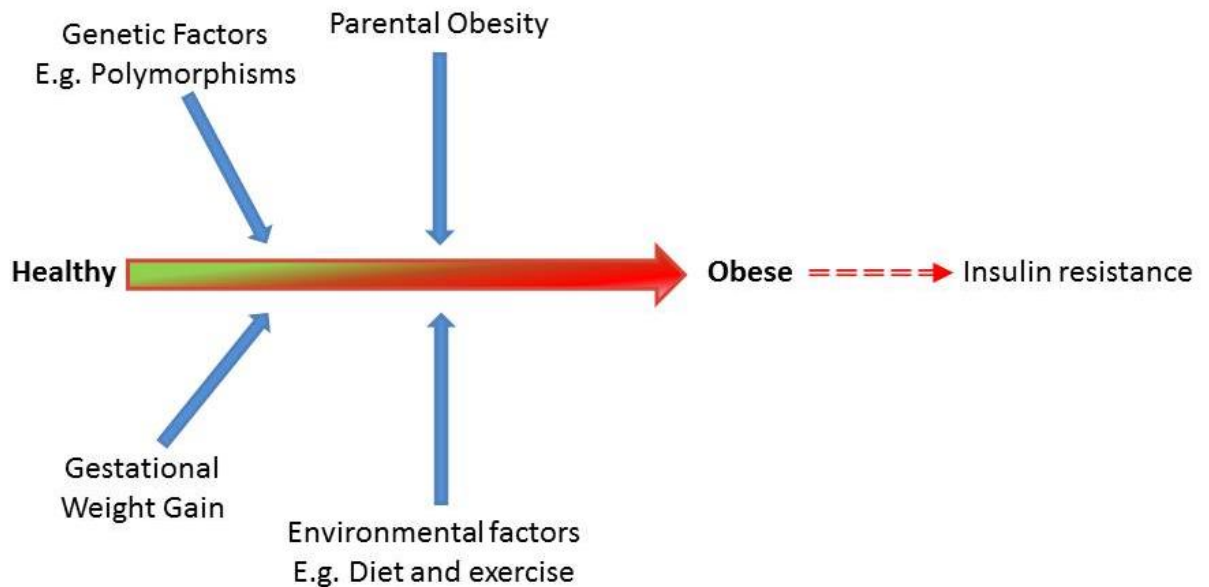 Genetic Factors
E.g. Polymorphisms
Parental Obesity
Healthy
Obese
Insulin resistance
Gestational
Weight Gain
Environmental factors
E.g. Diet and exercise